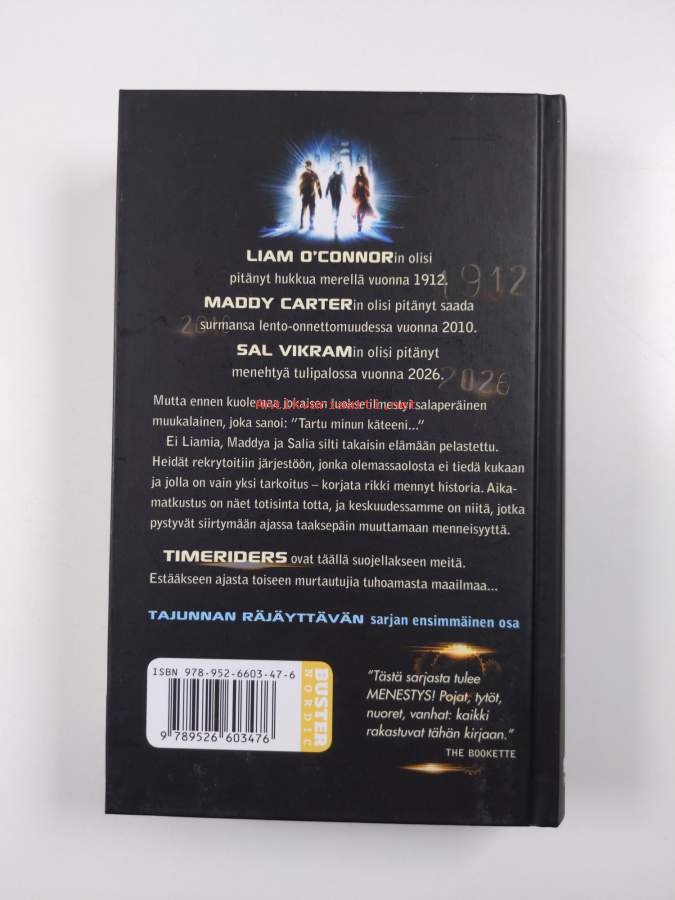 LIAM O'CONNORin olisi
pitänyt hukkua merellä vuonna 1912.
1912
MADDY CARTERin olisi pitänyt saada
surmansa lento-onnettomuudessa vuonna 2010.
2010
SAL VIKRAMin olisi pitänyt
menehtyä tulipalossa vuonna 2026.
2026
Mutta ennen kuolemaa jokaisen luokse ilmestyi salaperäinen
muukalainen, joka sanoi: "Tartu minun käteeni..."
Ei Liamia, Maddya ja Salia silti takaisin elämään pelastettu.
Heidät rekrytoitiin järjestöön, jonka olemassaolosta ei tiedä kukaan
ja jolla on vain yksi tarkoitus – korjata rikki mennyt historia. Aika-
matkustus on näet totisinta totta, ja keskuudessamme on niitä, jotka
pystyvät siirtymään ajassa taaksepäin muuttamaan menneisyyttä.
TIMERIDERS ovat täällä suojellakseen meitä.
Estääkseen ajasta toiseen murtautujia tuhoamasta maailmaa...
TAJUNNAN RÄJÄYTTÄVÄN sarjan ensimmäinen osa
ISBN 978-952-6603-47-6
9 789526 603476
BUSTER
NORDIC
"Tästä sarjasta tulee
MENESTYS! Pojat, tytöt,
nuoret, vanhat: kaikki
rakastuvat tähän kirjaan."
THE BOOKETTE